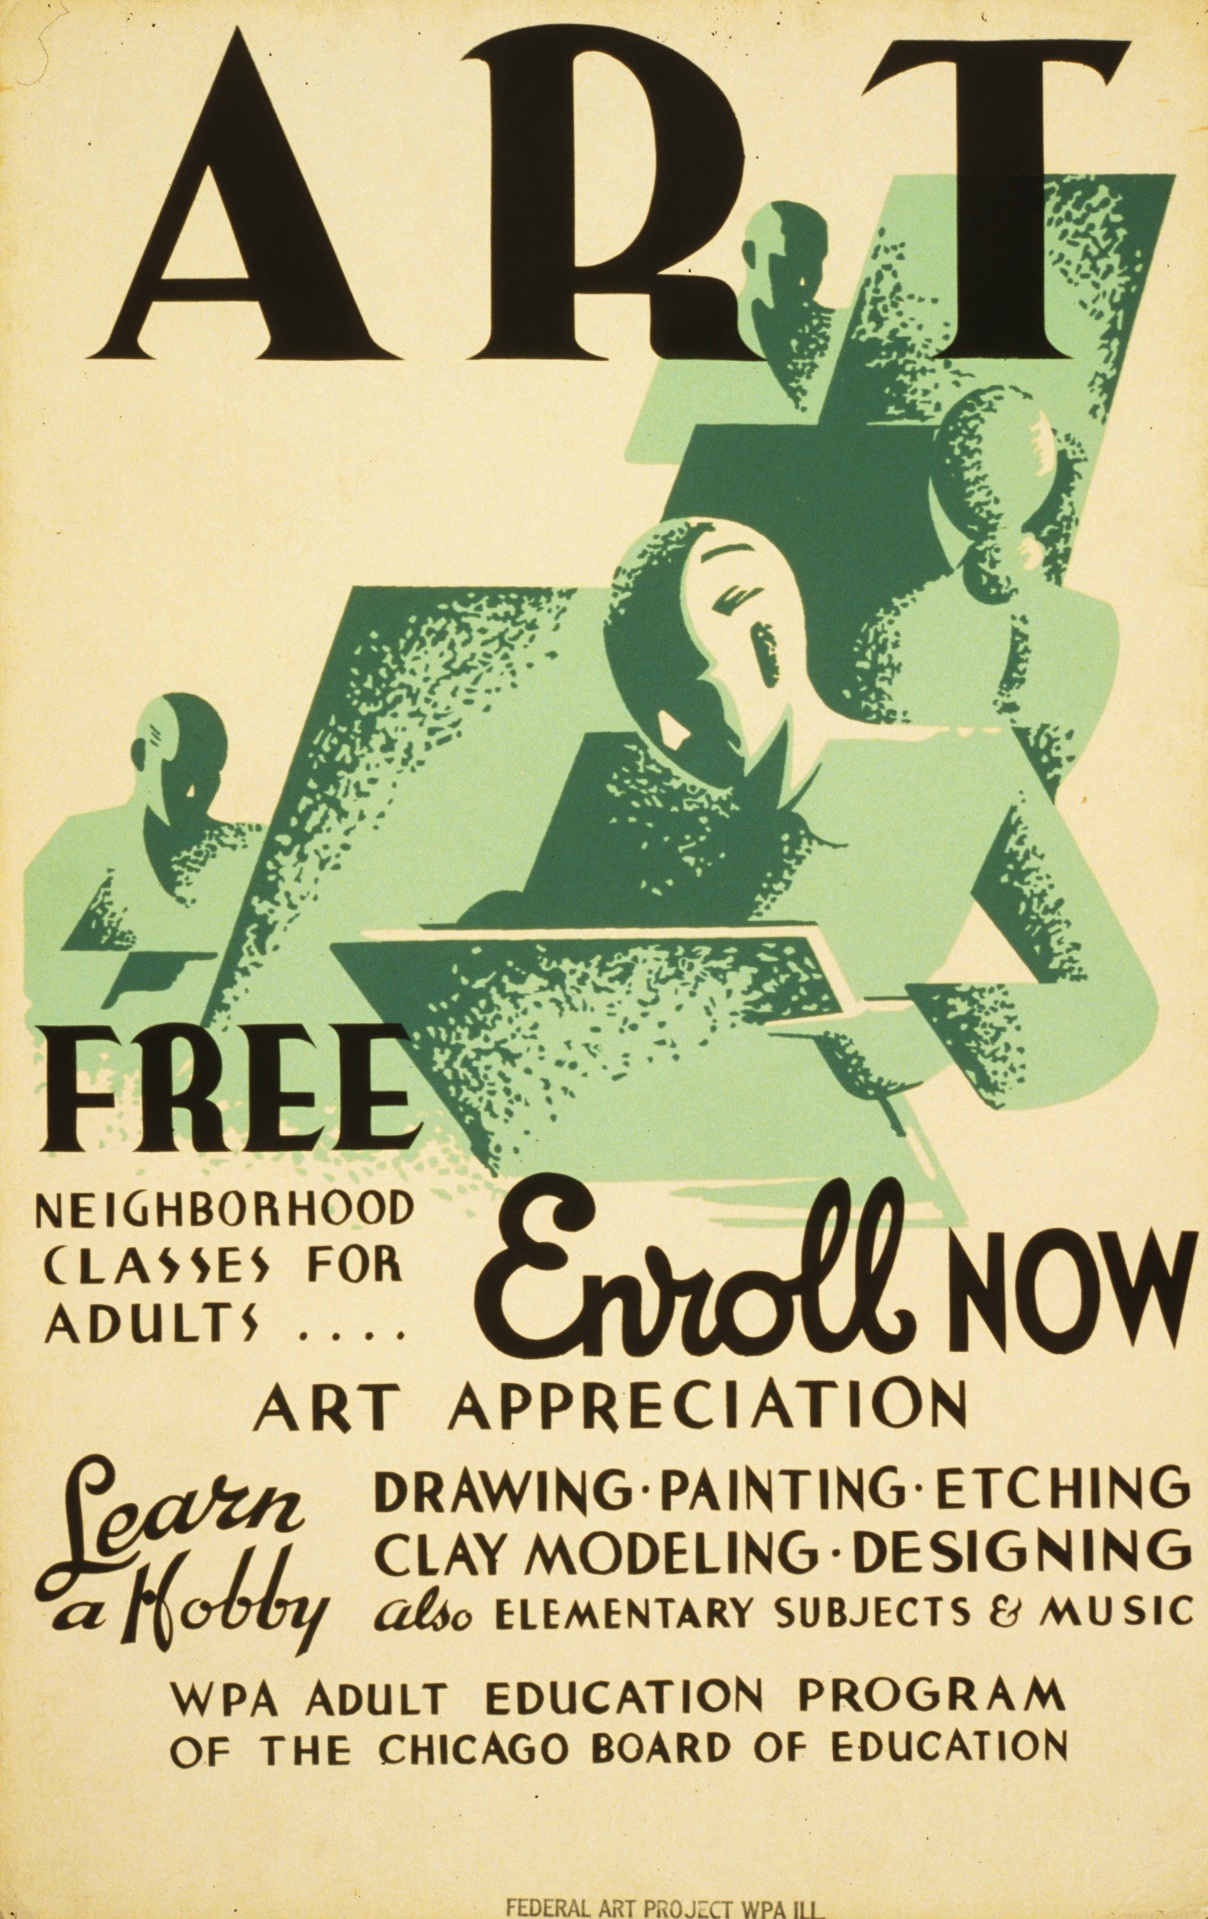 ART
FREE
NEIGHBORHOOD
CLASSES FOR
ADULTS ....
Enroll NOW
ART APPRECIATION
Learn
a Hobby
DRAWING·PAINTING·ETCHING
CLAY MODELING·DESIGNING
also ELEMENTARY SUBJECTS & MUSIC
WPA ADULT EDUCATION PROGRAM
OF THE CHICAGO BOARD OF EDUCATION
FEDERAL ART PROJECT WPA ILL.